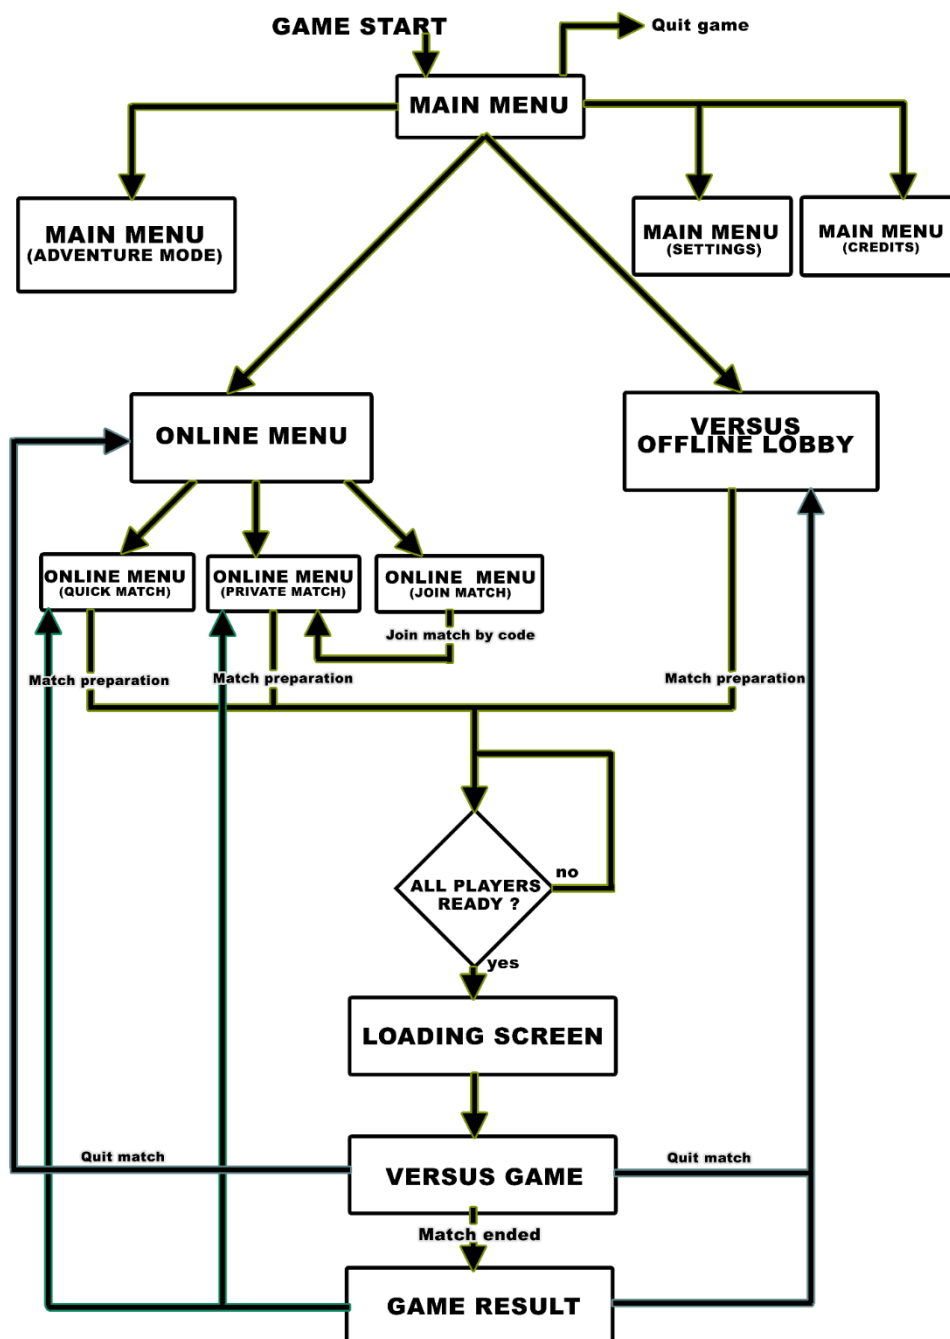 GAME START
Quit game
MAIN MENU
MAIN MENU
(ADVENTURE MODE)
MAIN MENU
(SETTINGS)
MAIN MENU
(CREDITS)
ONLINE MENU
VERSUS
OFFLINE LOBBY
ONLINE MENU
(QUICK MATCH)
ONLINE MENU
(PRIVATE MATCH)
ONLINE MENU
(JOIN MATCH)
Join match by code
Match preparation
Match preparation
Match preparation
no
ALL PLAYERS
READY ?
yes
LOADING SCREEN
Quit match
Quit match
VERSUS GAME
Match ended
GAME RESULT